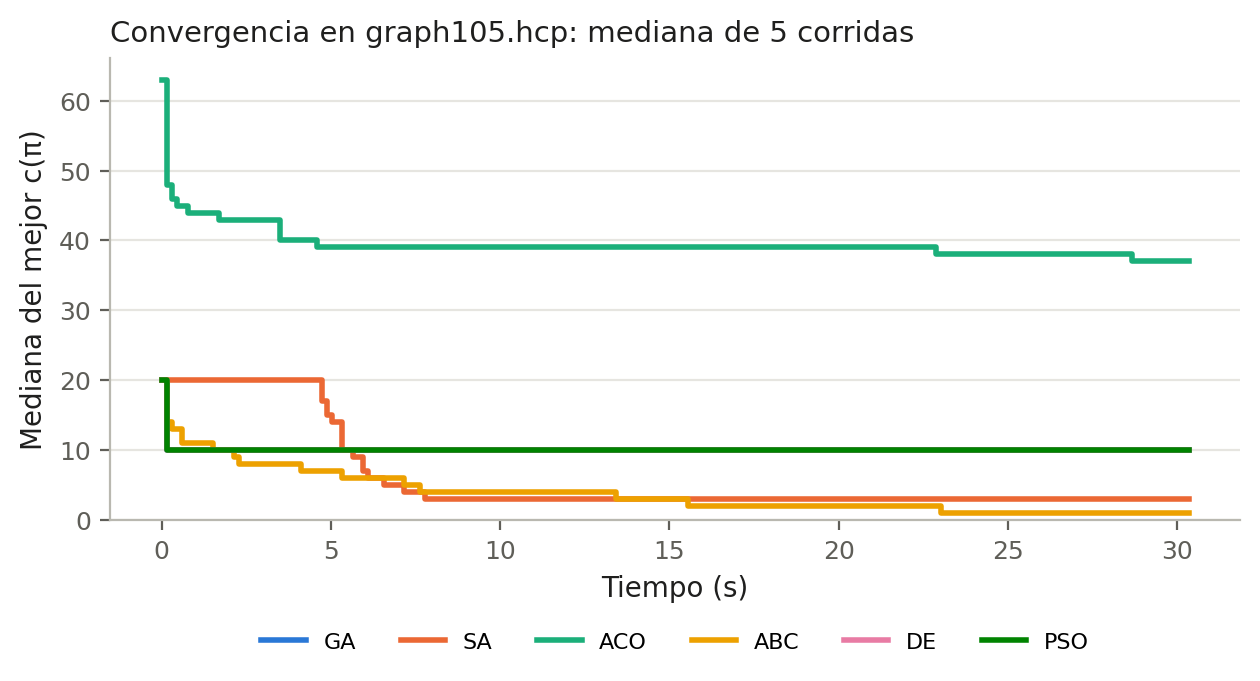 Convergencia en graph105.hcp: mediana de 5 corridas
Mediana del mejor c(π)
60
50
40
30
20
10
0
0 5 10 15 20 25 30
Tiempo (s)
GA SA ACO ABC DE PSO